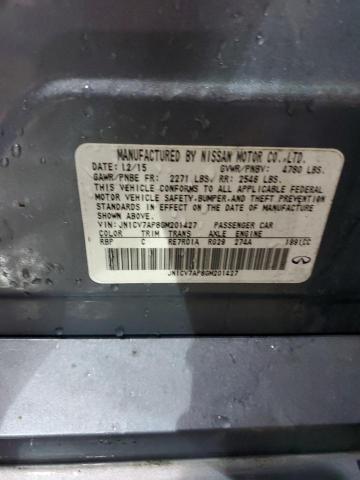 MANUFACTURED BY NISSAN MOTOR CO.,LTD.
DATE: 12/15 GVWR/PNBV: 4780 LBS.
GAWR/PNBE FR: 2271 LBS/ RR: 2546 LBS.
THIS VEHICLE CONFORMS TO ALL APPLICABLE FEDERAL
MOTOR VEHICLE SAFETY,BUMPER,AND THEFT PREVENTION
STANDARDS IN EFFECT ON THE DATE OF MANUFACTURE
SHOWN ABOVE.
VIN: JN1CV7AP8GM201427 PASSENGER CAR
COLOR TRIM TRANS AXLE ENGINE
RBP C RE7R01A R028 274A 1991CC
JN1CV7AP8GM201427